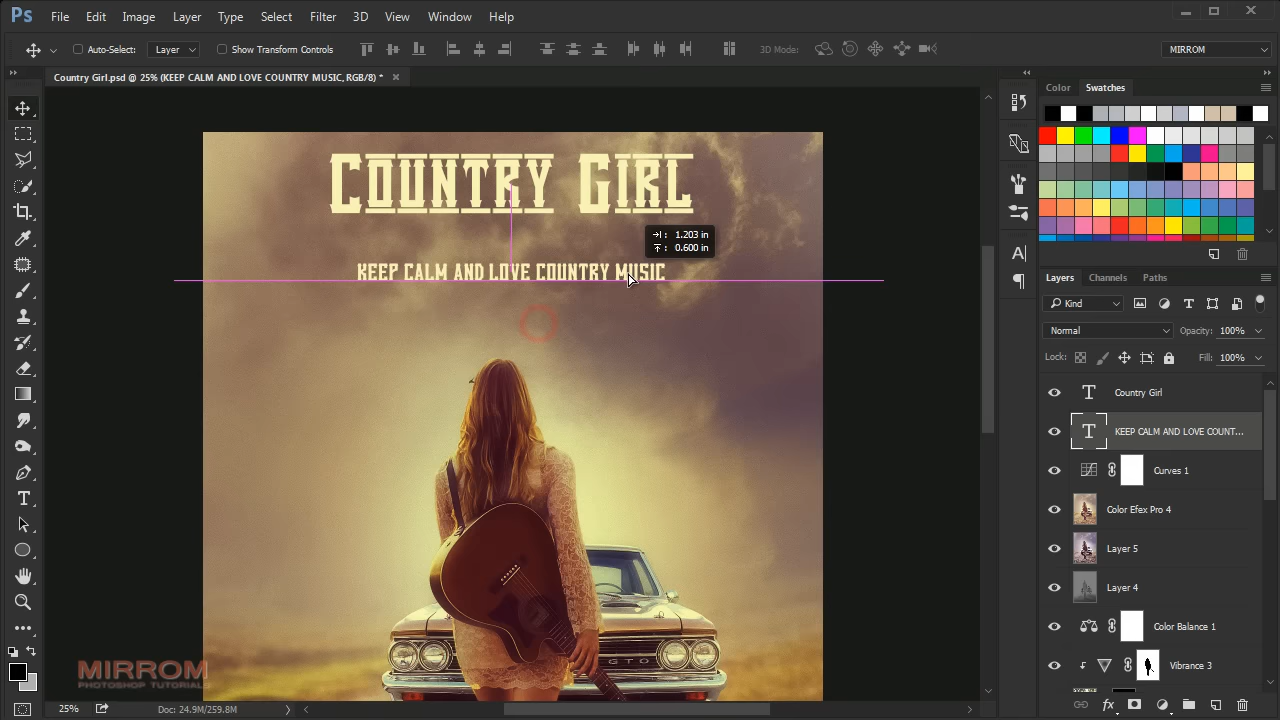 Ps File Edit Image Layer Type Select Filter 3D View Window Help
Auto-Select: Layer Show Transform Controls 3D Mode: MIRROM
Country Girl.psd @ 25% (KEEP CALM AND LOVE COUNTRY MUSIC, RGB/8) *
Color Swatches
COUNTRY GIRL
1.203 in
0.600 in
KEEP CALM AND LOVE COUNTRY MUSIC
Layers Channels Paths
Kind
Normal Opacity: 100%
Lock: Fill: 100%
Country Girl
KEEP CALM AND LOVE COUNT...
Curves 1
Color Efex Pro 4
Layer 5
Layer 4
Color Balance 1
Vibrance 3
GTO
MIRROM
PHOTOSHOP TUTORIALS
25% Doc: 24.9M/259.8M
fx